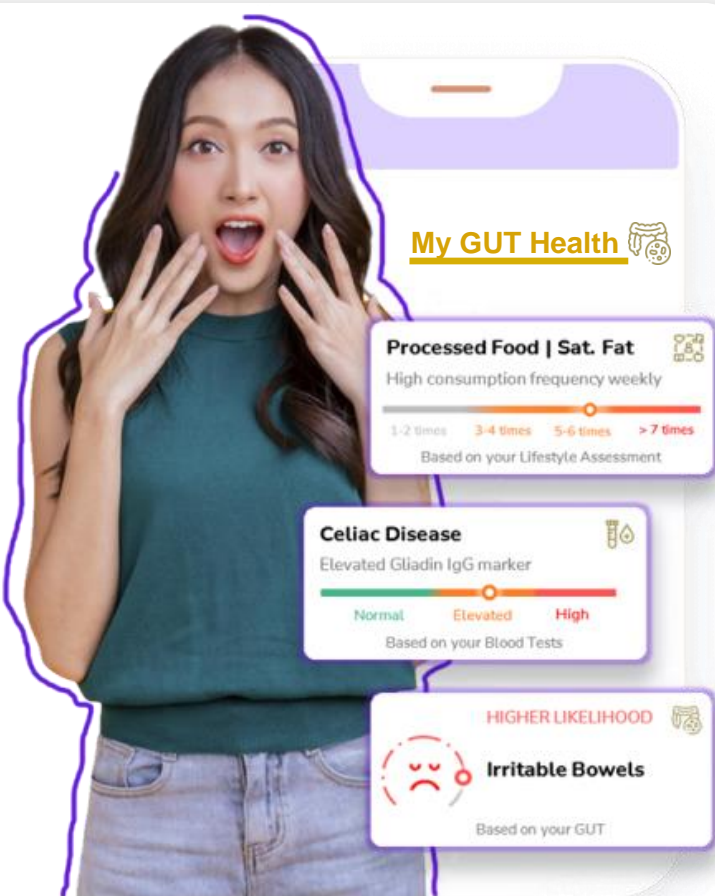 My GUT Health
Processed Food | Sat. Fat
High consumption frequency weekly
1-2 times 3-4 times 5-6 times > 7 times
Based on your Lifestyle Assessment
Celiac Disease
Elevated Gliadin IgG marker
Normal Elevated High
Based on your Blood Tests
HIGHER LIKELIHOOD
Irritable Bowels
Based on your GUT